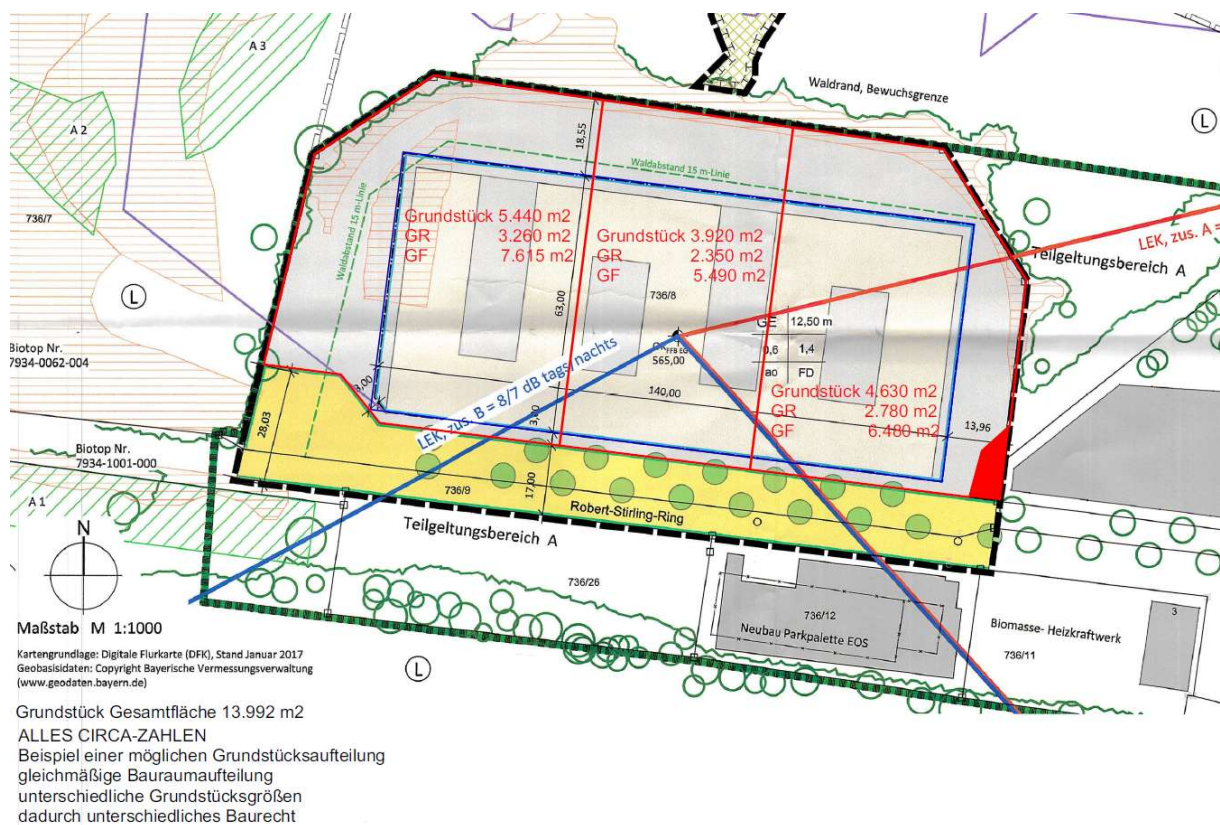 A 3
Waldrand, Bewuchsgrenze
L
A 2
18,55
Waldabstand 15 m-Linie
Waldabstand 15 m-Linie
736/7
Grundstück 5.440 m2
GR 3.260 m2
GF 7.615 m2
Grundstück 3.920 m2
GR 2.350 m2
GF 5.490 m2
LEK, zus. A =
Teilgeltungsbereich A
L
736/8
63,00
GE 12,50 m
0,6 1,4
FD
FFB EG
565,00
Biotop Nr.
7934-0062-004
LEK, zus. B = 8/7 dB tags/nachts
3,00
140,00
Grundstück 4.630 m2
GR 2.780 m2
GF 6.480 m2
13,96
28,03
Biotop Nr.
7934-1001-000
A 1
736/9
17,00
Robert-Stirling-Ring
Teilgeltungsbereich A
N
736/26
736/12
Neubau Parkpalette EOS
3
Biomasse- Heizkraftwerk
736/11
L
Maßstab M 1:1000
Kartengrundlage: Digitale Flurkarte (DFK), Stand Januar 2017
Geobasisdaten: Copyright Bayerische Vermessungsverwaltung
(www.geodaten.bayern.de)
Grundstück Gesamtfläche 13.992 m2
ALLES CIRCA-ZAHLEN
Beispiel einer möglichen Grundstücksaufteilung
gleichmäßige Bauraumaufteilung
unterschiedliche Grundstücksgrößen
dadurch unterschiedliches Baurecht